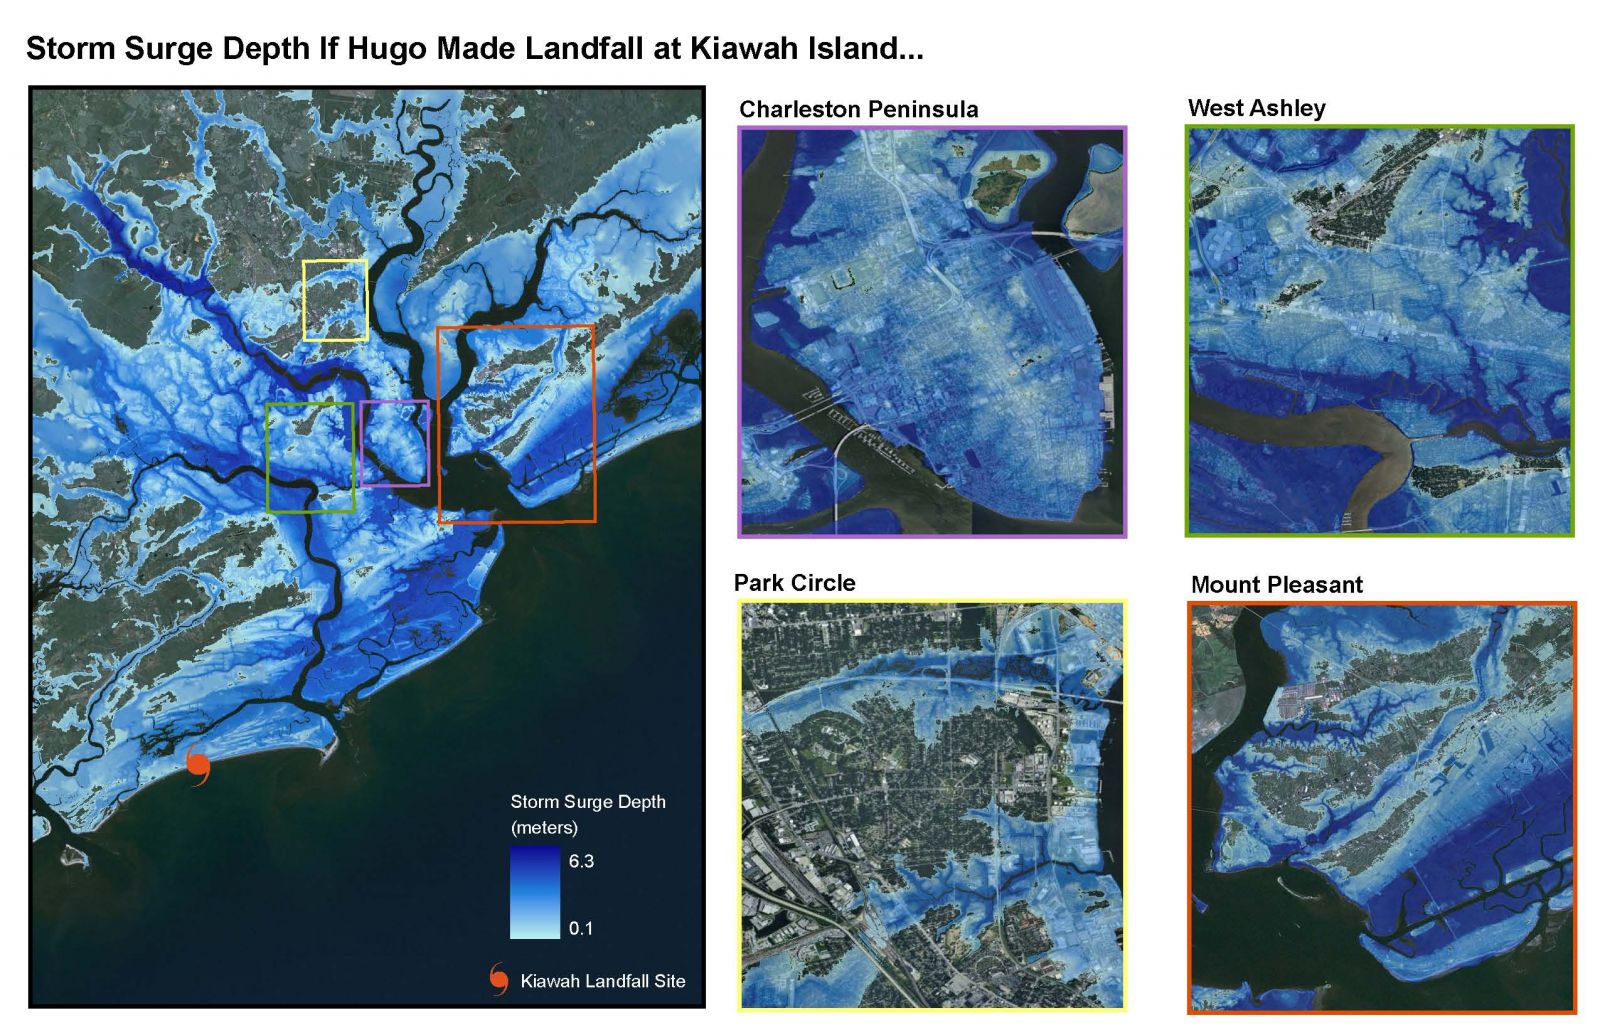 Storm Surge Depth If Hugo Made Landfall at Kiawah Island...
Charleston Peninsula
West Ashley
Storm Surge Depth
(meters)
6.3
0.1
Kiawah Landfall Site
Park Circle
Mount Pleasant